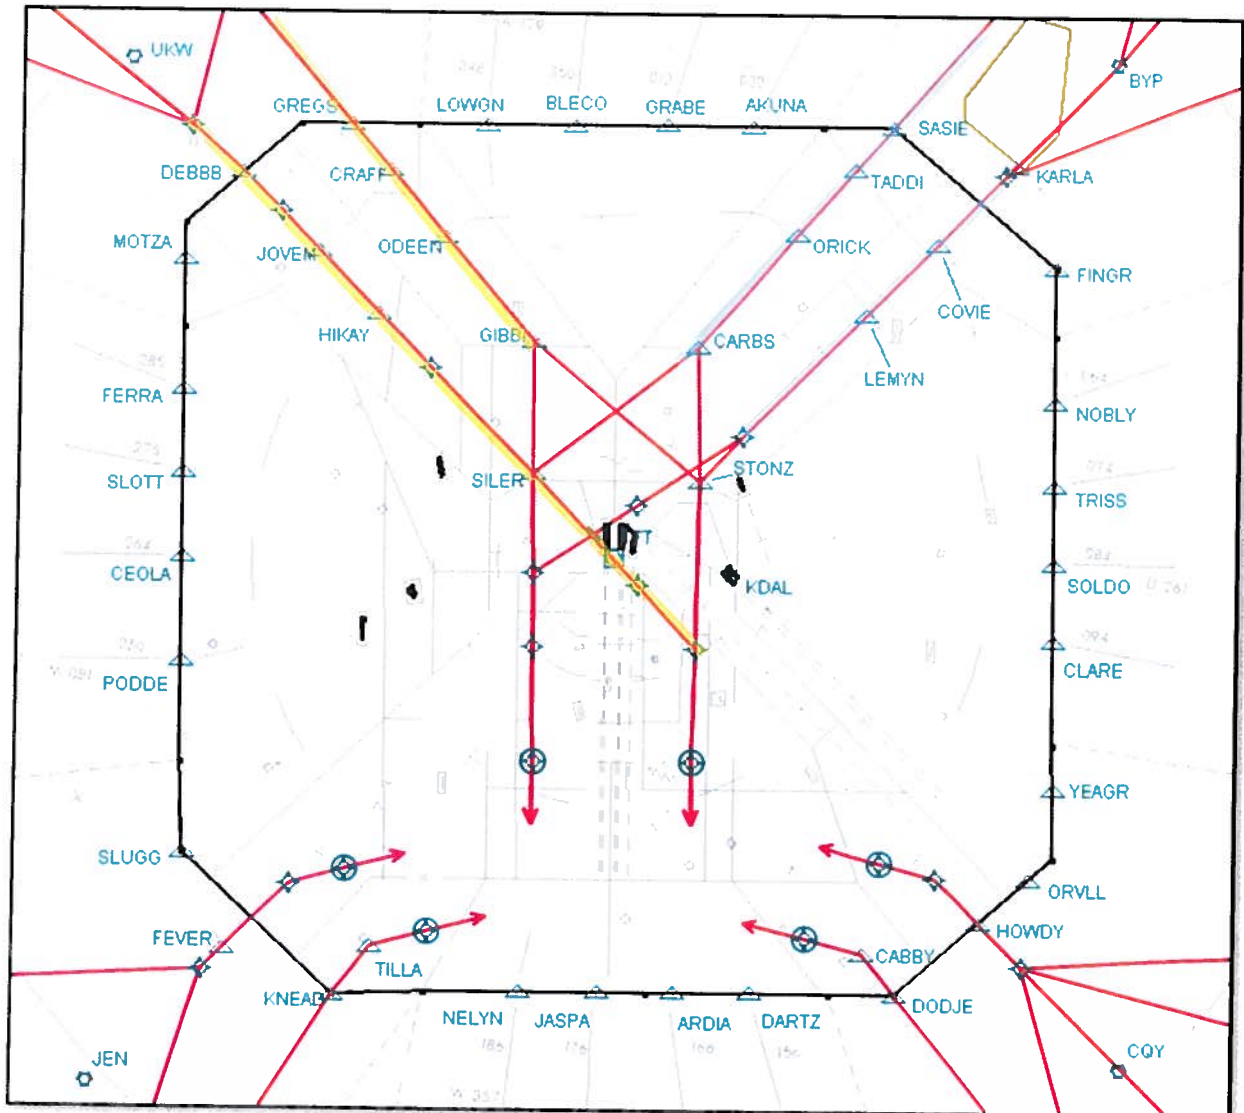 UKW
BYP
GREGS
LOWGN
BLECO
GRABE
AKUNA
SASIE
DEBBB
CRAFF
TADDI
KARLA
MOTZA
JOVEM
ODEEN
ORICK
FINGR
HIKAY
GIBBI
CARBS
COVIE
LEMYN
FERRA
NOBLY
SLOTT
SILER
STONZ
TRISS
CEOLA
KDAL
SOLDO
PODDE
CLARE
YEAGR
SLUGG
ORVLL
FEVER
TILLA
CABBY
HOWDY
KNEAD
NELYN
JASPA
ARDIA
DARTZ
DODJE
JEN
CQY